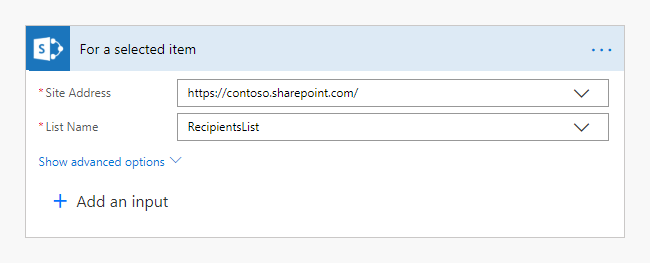 For a selected item
* Site Address
https://contoso.sharepoint.com/
* List Name
RecipientsList
Show advanced options
+ Add an input